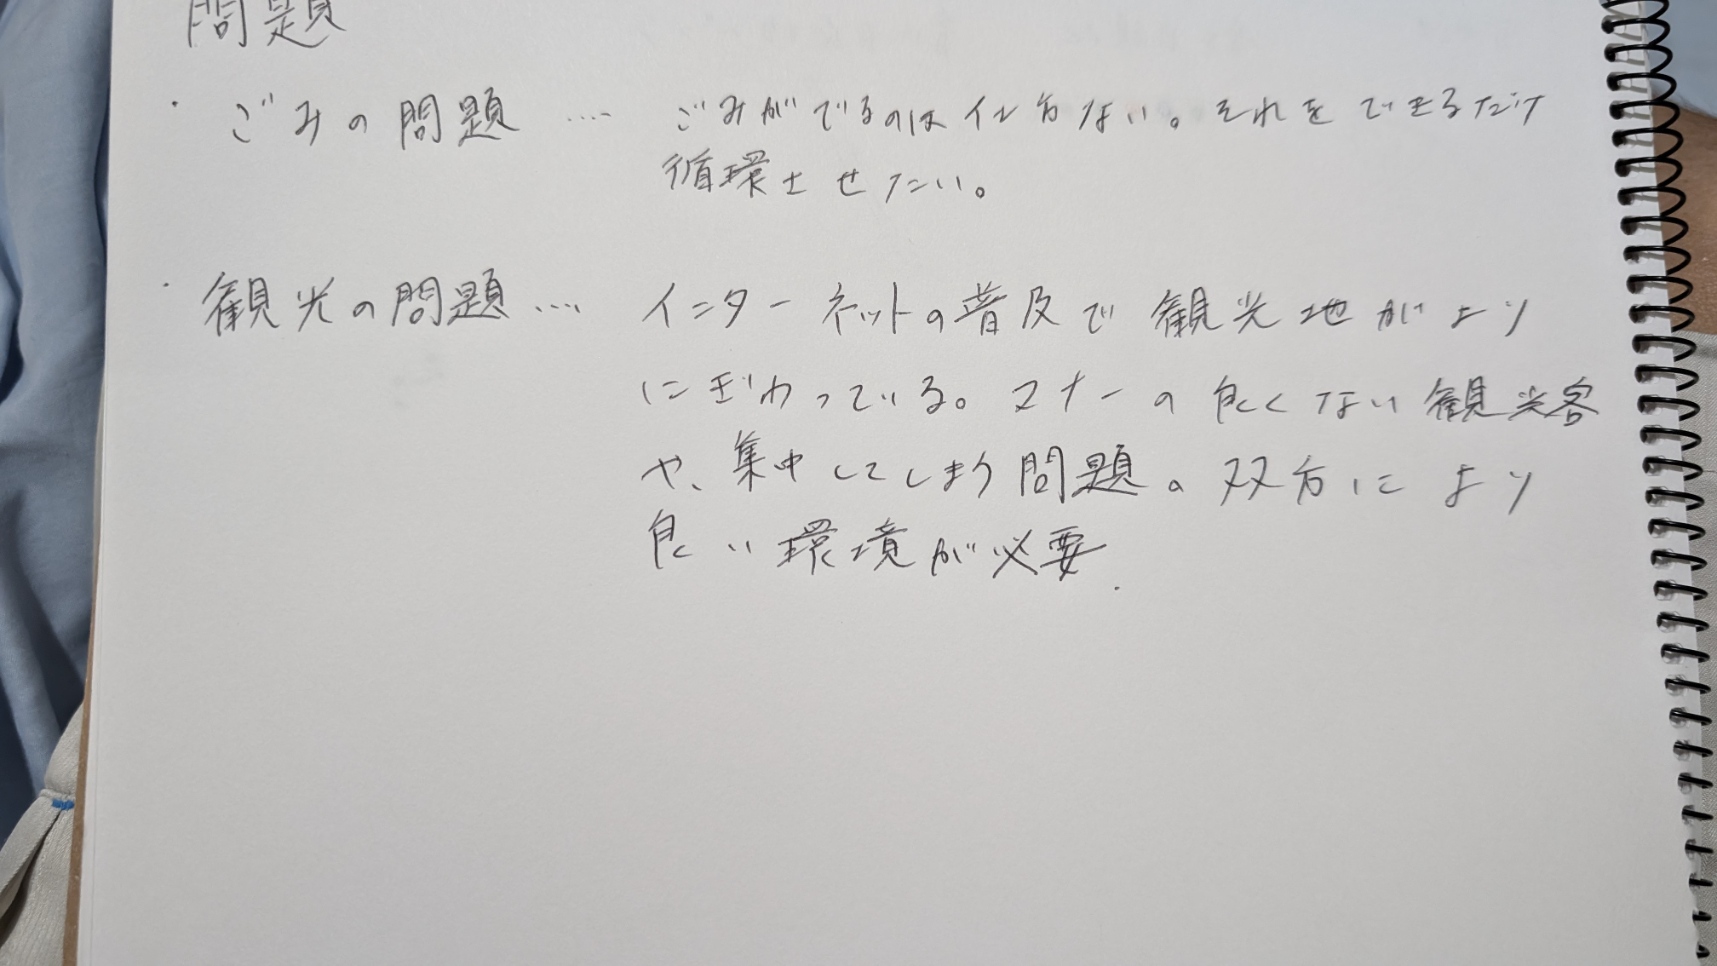 問題
・ごみの問題 …. ごみがでるのは仕方ない。それをできるだけ
循環させたい。
・観光の問題 …. インターネットの普及で観光地がより
にぎわっている。マナーの良くない観光客
や、集中してしまう問題の双方により
良い環境が必要.